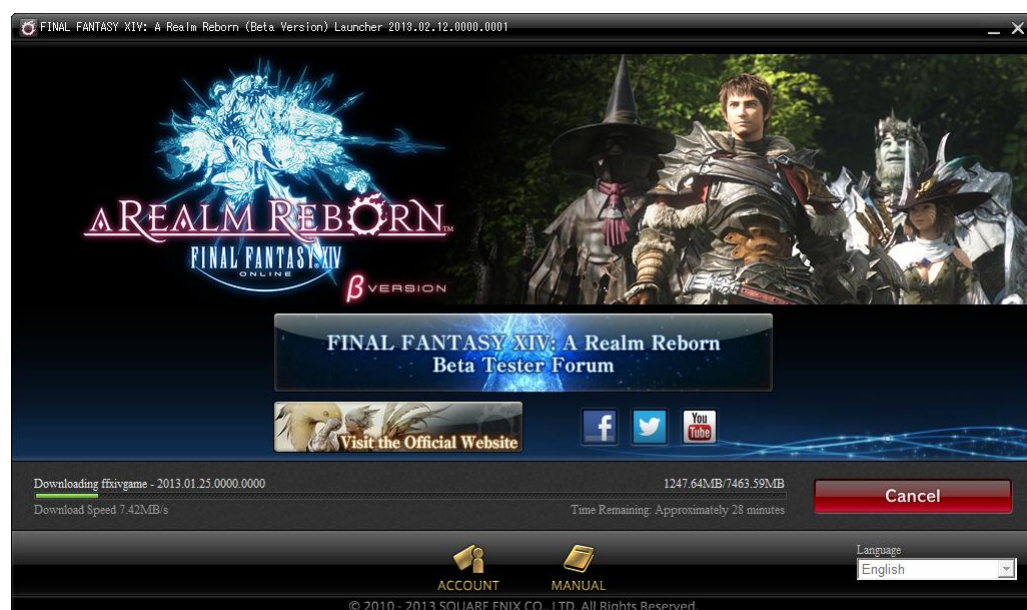 FINAL FANTASY XIV: A Realm Reborn (Beta Version) Launcher 2013.02.12.0000.0001
A REALM REBORN™
FINAL FANTASY XIV
ONLINE
β VERSION
FINAL FANTASY XIV: A Realm Reborn
Beta Tester Forum
Visit the Official Website
f
You
Tube
Downloading ffxivgame - 2013.01.25.0000.0000
1247.64MB/7463.59MB
Cancel
Download Speed 7.42MB/s
Time Remaining: Approximately 28 minutes
Language
English
ACCOUNT
MANUAL
© 2010 - 2013 SQUARE ENIX CO., LTD. All Rights Reserved.